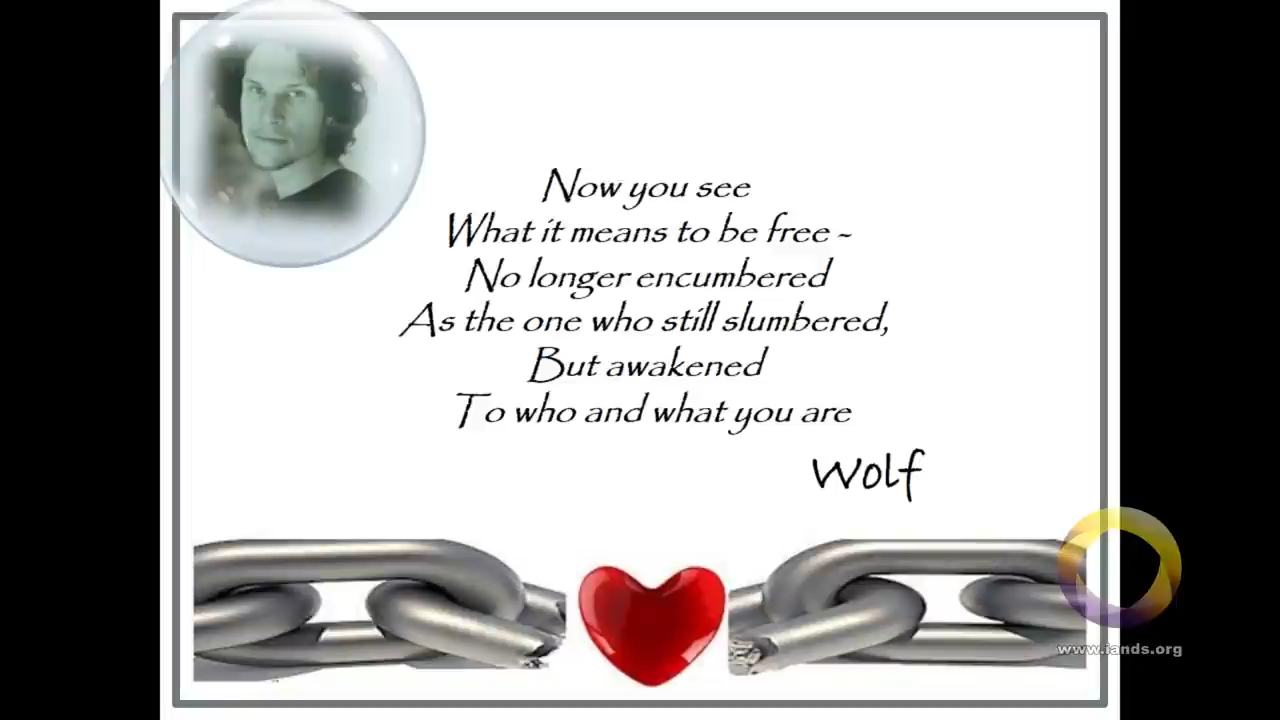 Now you see
What it means to be free ~
No longer encumbered
As the one who still slumbered,
But awakened
To who and what you are
Wolf
www.iands.org